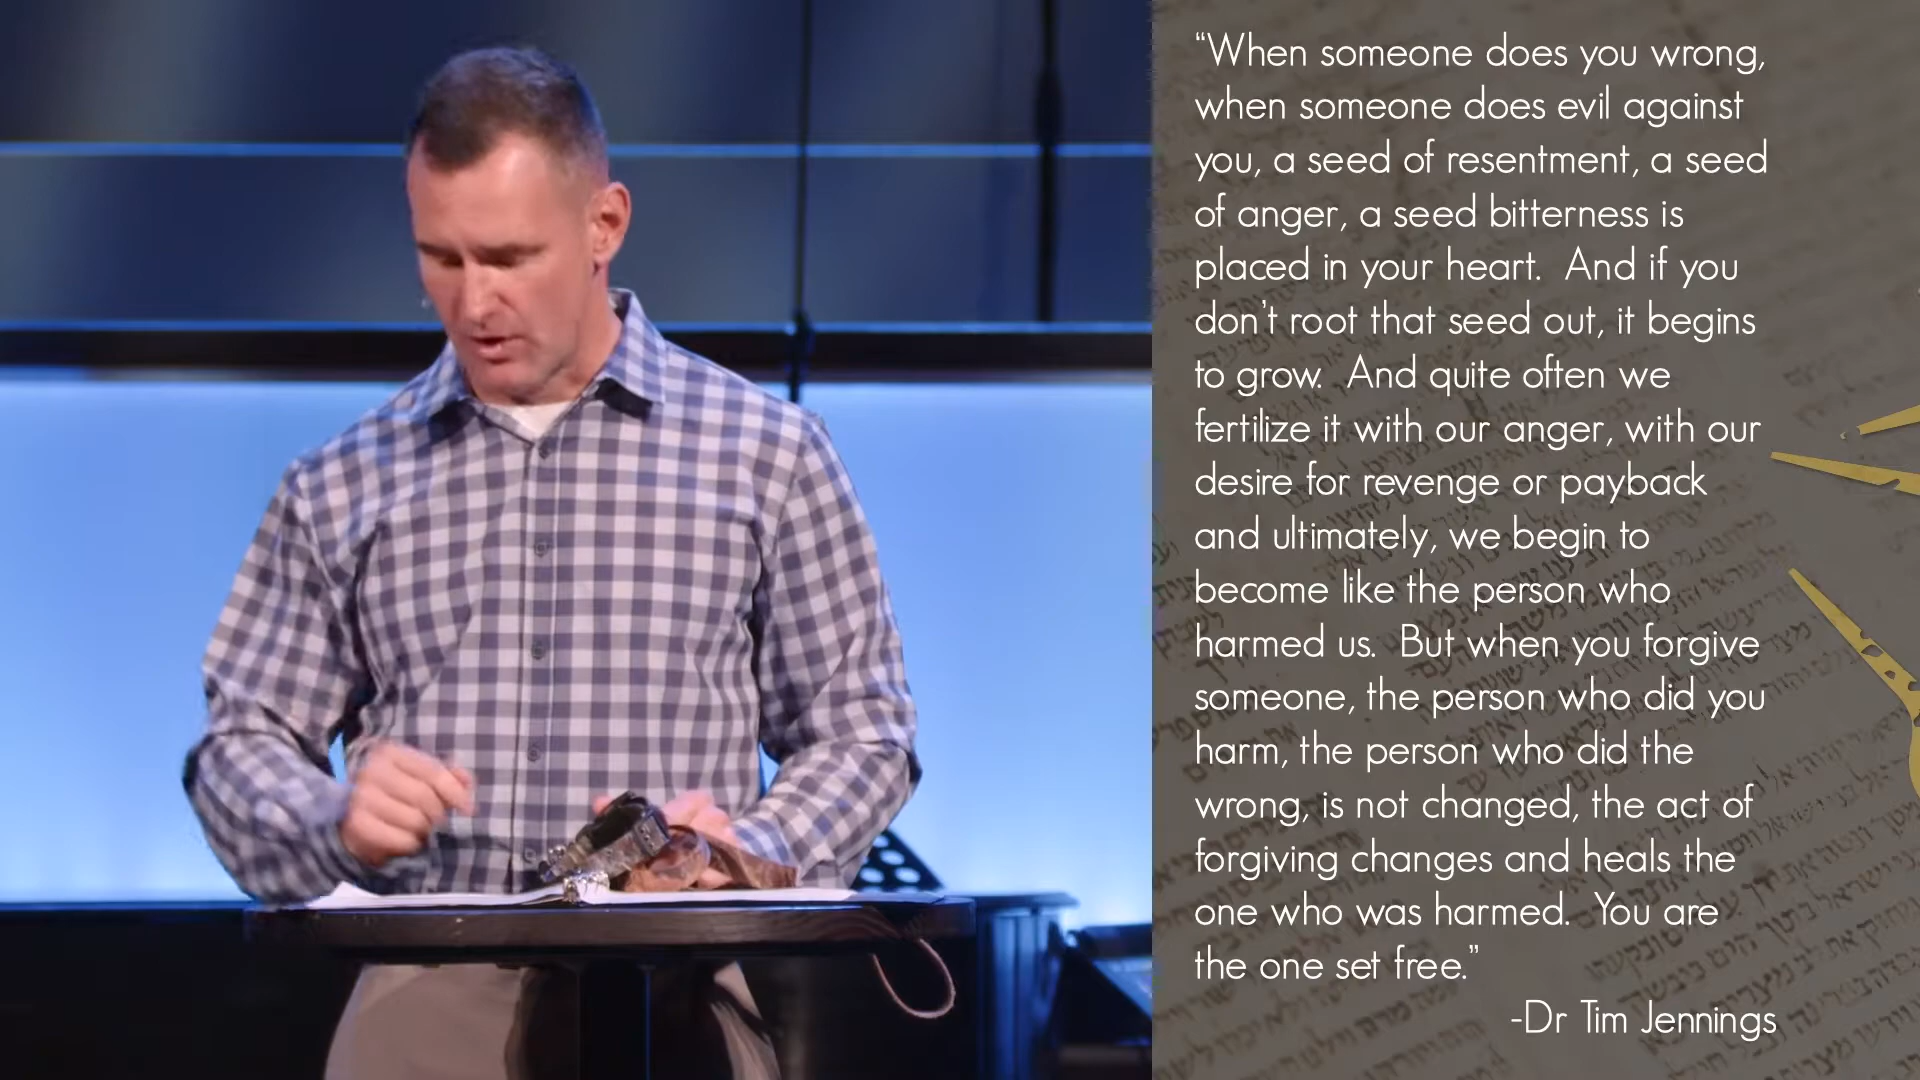 “When someone does you wrong,
when someone does evil against
you, a seed of resentment, a seed
of anger, a seed bitterness is
placed in your heart.  And if you
don’t root that seed out, it begins
to grow.  And quite often we
fertilize it with our anger, with our
desire for revenge or payback
and ultimately, we begin to
become like the person who
harmed us.  But when you forgive
someone, the person who did you
harm, the person who did the
wrong, is not changed, the act of
forgiving changes and heals the
one who was harmed.  You are
the one set free.”
-Dr Tim Jennings